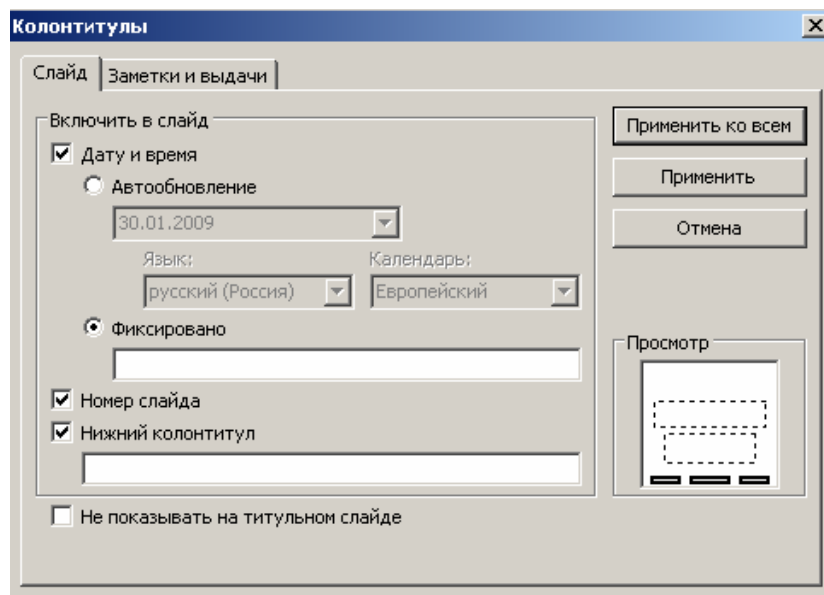 Колонтитулы
Слайд Заметки и выдачи
Включить в слайд
Дату и время
Автообновление
30.01.2009
Язык: Календарь:
русский (Россия) Европейский
Фиксировано
Номер слайда
Нижний колонтитул
Не показывать на титульном слайде
Применить ко всем
Применить
Отмена
Просмотр